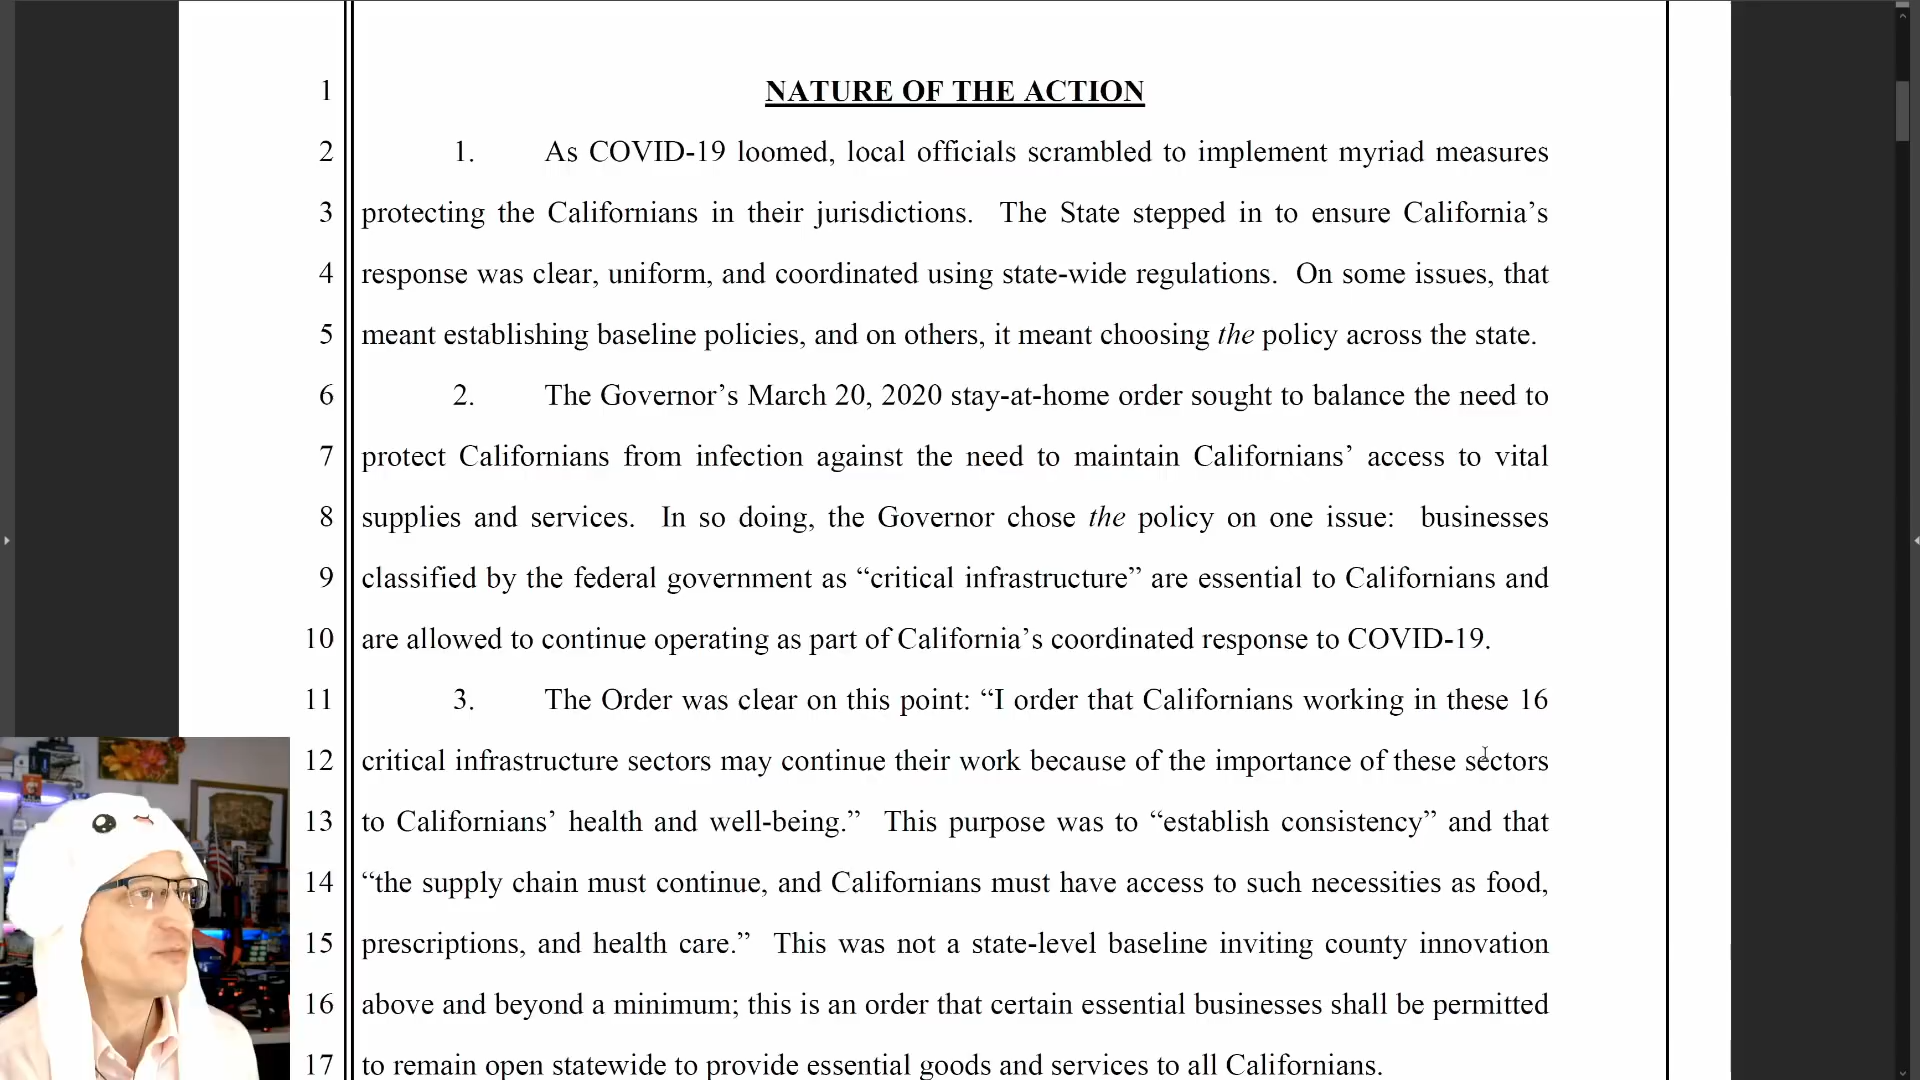 1 NATURE OF THE ACTION
2 1. As COVID-19 loomed, local officials scrambled to implement myriad measures
3 protecting the Californians in their jurisdictions. The State stepped in to ensure California’s
4 response was clear, uniform, and coordinated using state-wide regulations. On some issues, that
5 meant establishing baseline policies, and on others, it meant choosing the policy across the state.
6 2. The Governor’s March 20, 2020 stay-at-home order sought to balance the need to
7 protect Californians from infection against the need to maintain Californians’ access to vital
8 supplies and services. In so doing, the Governor chose the policy on one issue: businesses
9 classified by the federal government as “critical infrastructure” are essential to Californians and
10 are allowed to continue operating as part of California’s coordinated response to COVID-19.
11 3. The Order was clear on this point: “I order that Californians working in these 16
12 critical infrastructure sectors may continue their work because of the importance of these sectors
13 to Californians’ health and well-being.” This purpose was to “establish consistency” and that
14 “the supply chain must continue, and Californians must have access to such necessities as food,
15 prescriptions, and health care.” This was not a state-level baseline inviting county innovation
16 above and beyond a minimum; this is an order that certain essential businesses shall be permitted
17 to remain open statewide to provide essential goods and services to all Californians.